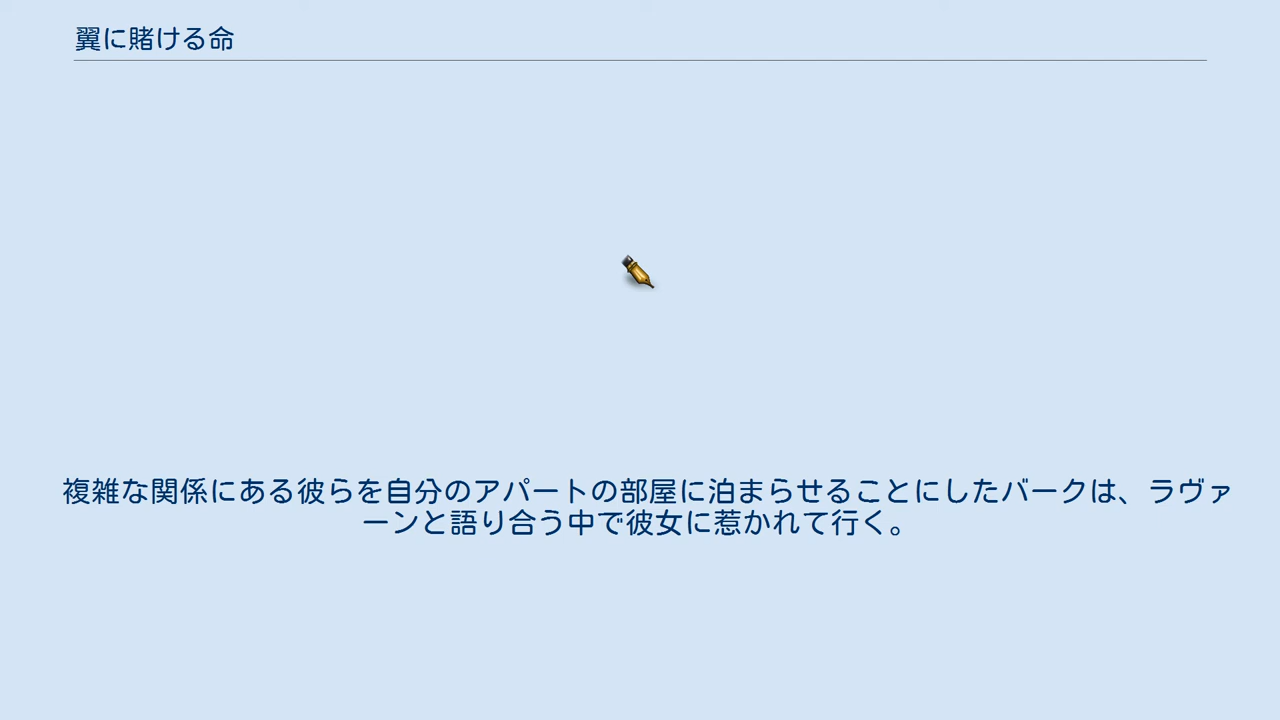 翼に賭ける命
複雑な関係にある彼らを自分のアパートの部屋に泊まらせることにしたバークは、ラヴァ
ーンと語り合う中で彼女に惹かれて行く。